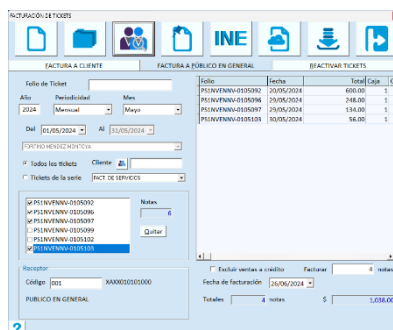 FACTURACIÓN DE TICKETS
INE
FACTURA A CLIENTE FACTURA A PÚBLICO EN GENERAL REACTIVAR TICKETS
Folio de Ticket
Año Periodicidad Mes
2024 Mensual Mayo
Del 01/05/2024 Al 31/05/2024
FORTINO MENDEZ MONTOYA
Todos los tickets Cliente
Tickets de la serie FACT DE SERVICIOS
PS1NVENNV-0105092
PS1NVENNV-0105096
PS1NVENNV-0105097
PS1NVENNV-0105099
PS1NVENNV-0105102
PS1NVENNV-0105103
Notas
6
Quitar
Receptor
Código 001 XAXX010101000
PUBLICO EN GENERAL
Folio Fecha Total Caja
PS1NVENNV-0105092 20/05/2024 600.00 1
PS1NVENNV-0105096 29/05/2024 248.00 1
PS1NVENNV-0105097 29/05/2024 134.00 1
PS1NVENNV-0105103 30/05/2024 56.00 1
Excluir ventas a crédito Facturar 4 notas
Fecha de facturación 26/06/2024
Totales 4 notas $ 1,038.00
?